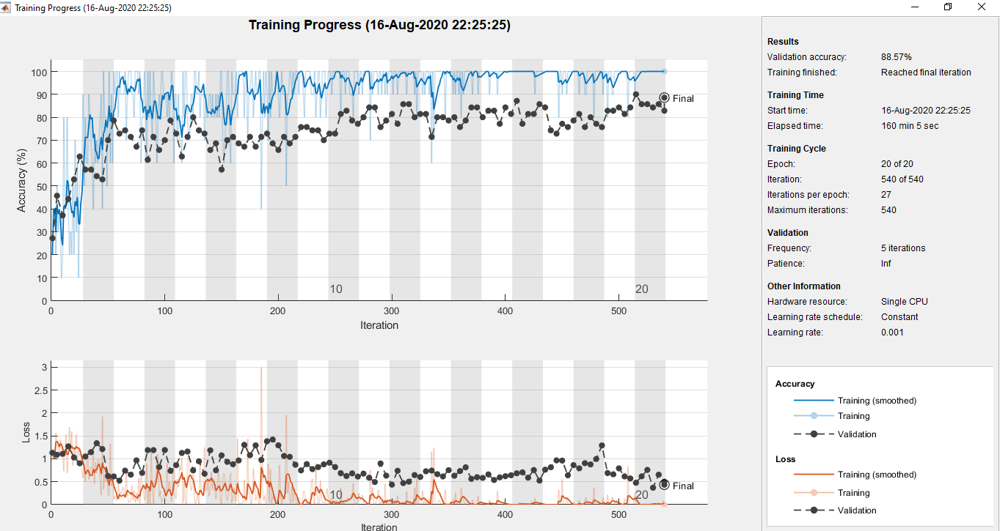 Training Progress (16-Aug-2020 22:25:25)
Training Progress (16-Aug-2020 22:25:25)
100
90
80
70
60
50
40
30
20
10
0
Accuracy (%)
Final
10
20
0 100 200 300 400 500
Iteration
3
2.5
2
1.5
1
0.5
0
Loss
Final
10
20
0 100 200 300 400 500
Iteration
Results
Validation accuracy: 88.57%
Training finished: Reached final iteration
Training Time
Start time: 16-Aug-2020 22:25:25
Elapsed time: 160 min 5 sec
Training Cycle
Epoch: 20 of 20
Iteration: 540 of 540
Iterations per epoch: 27
Maximum iterations: 540
Validation
Frequency: 5 iterations
Patience: Inf
Other Information
Hardware resource: Single CPU
Learning rate schedule: Constant
Learning rate: 0.001
Accuracy
Training (smoothed)
Training
Validation
Loss
Training (smoothed)
Training
Validation